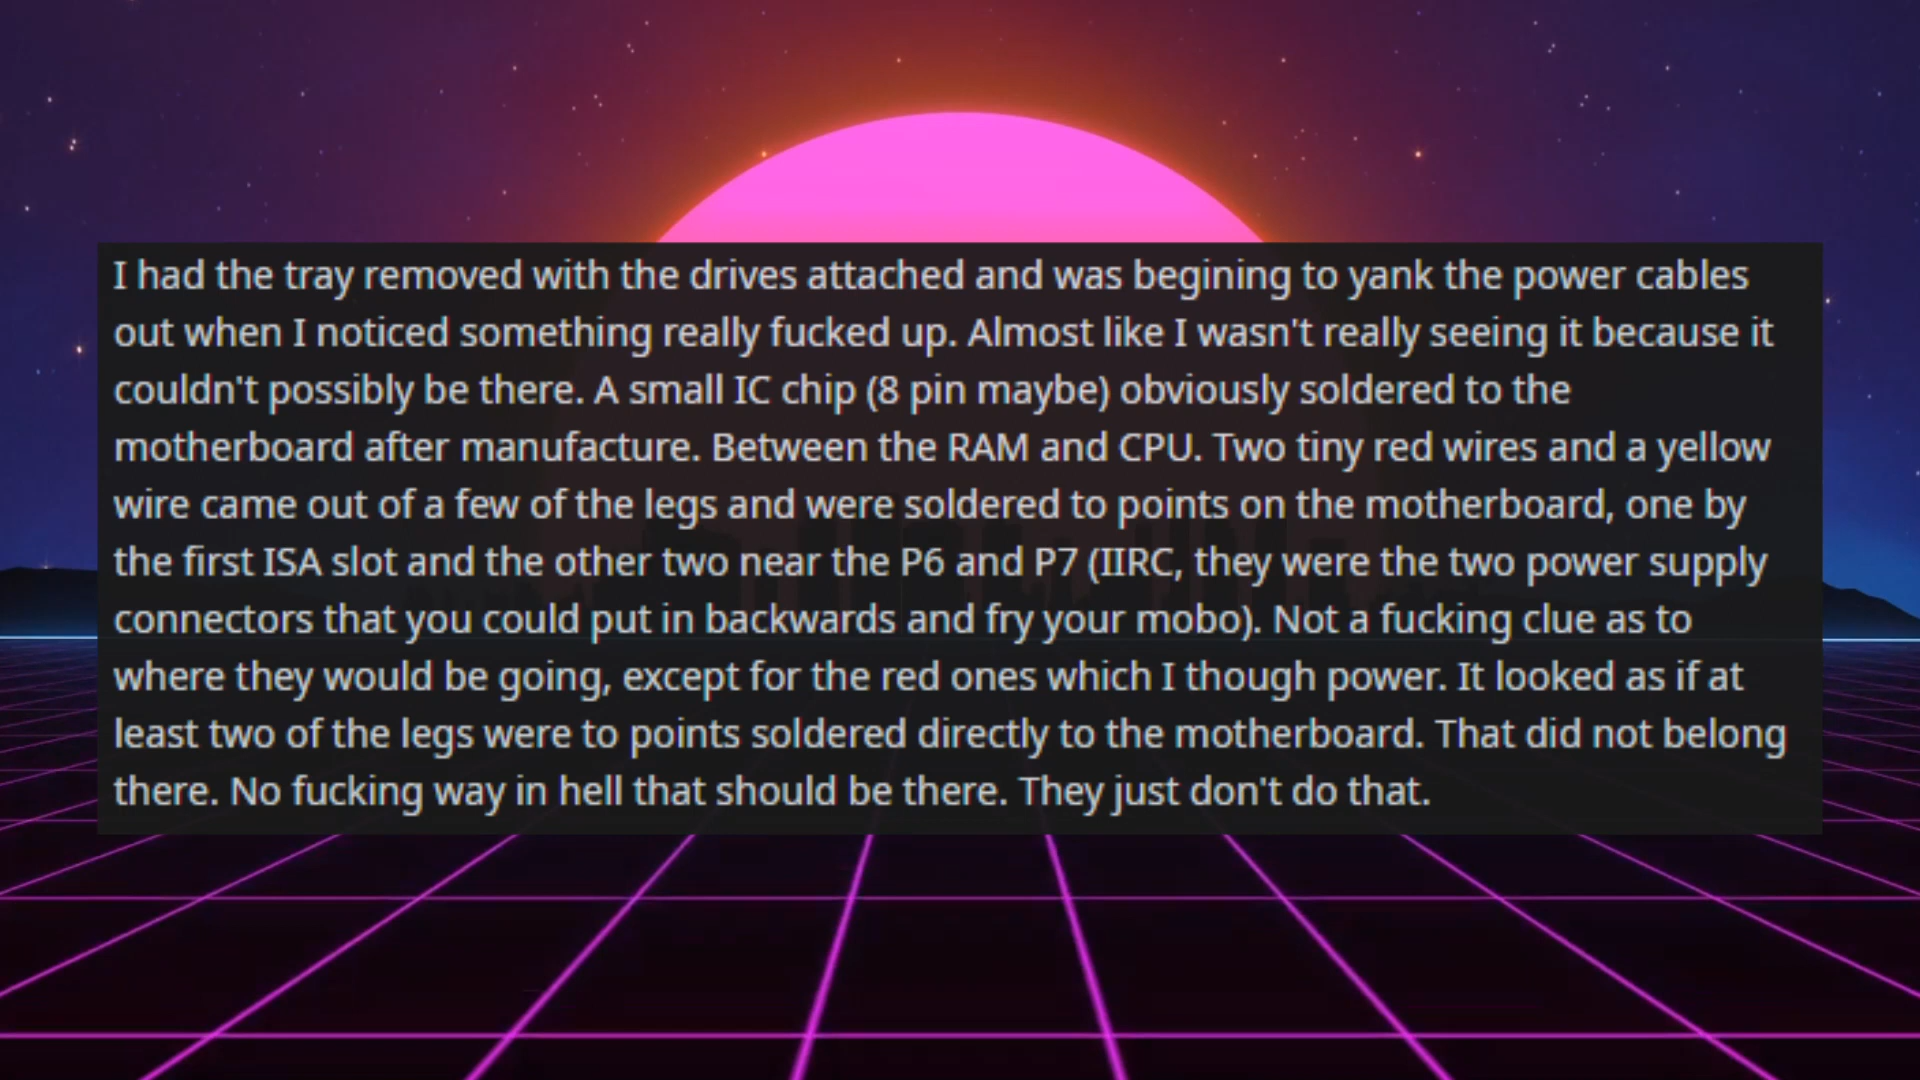 I had the tray removed with the drives attached and was begining to yank the power cables
out when I noticed something really fucked up. Almost like I wasn't really seeing it because it
couldn't possibly be there. A small IC chip (8 pin maybe) obviously soldered to the
motherboard after manufacture. Between the RAM and CPU. Two tiny red wires and a yellow
wire came out of a few of the legs and were soldered to points on the motherboard, one by
the first ISA slot and the other two near the P6 and P7 (IIRC, they were the two power supply
connectors that you could put in backwards and fry your mobo). Not a fucking clue as to
where they would be going, except for the red ones which I though power. It looked as if at
least two of the legs were to points soldered directly to the motherboard. That did not belong
there. No fucking way in hell that should be there. They just don't do that.